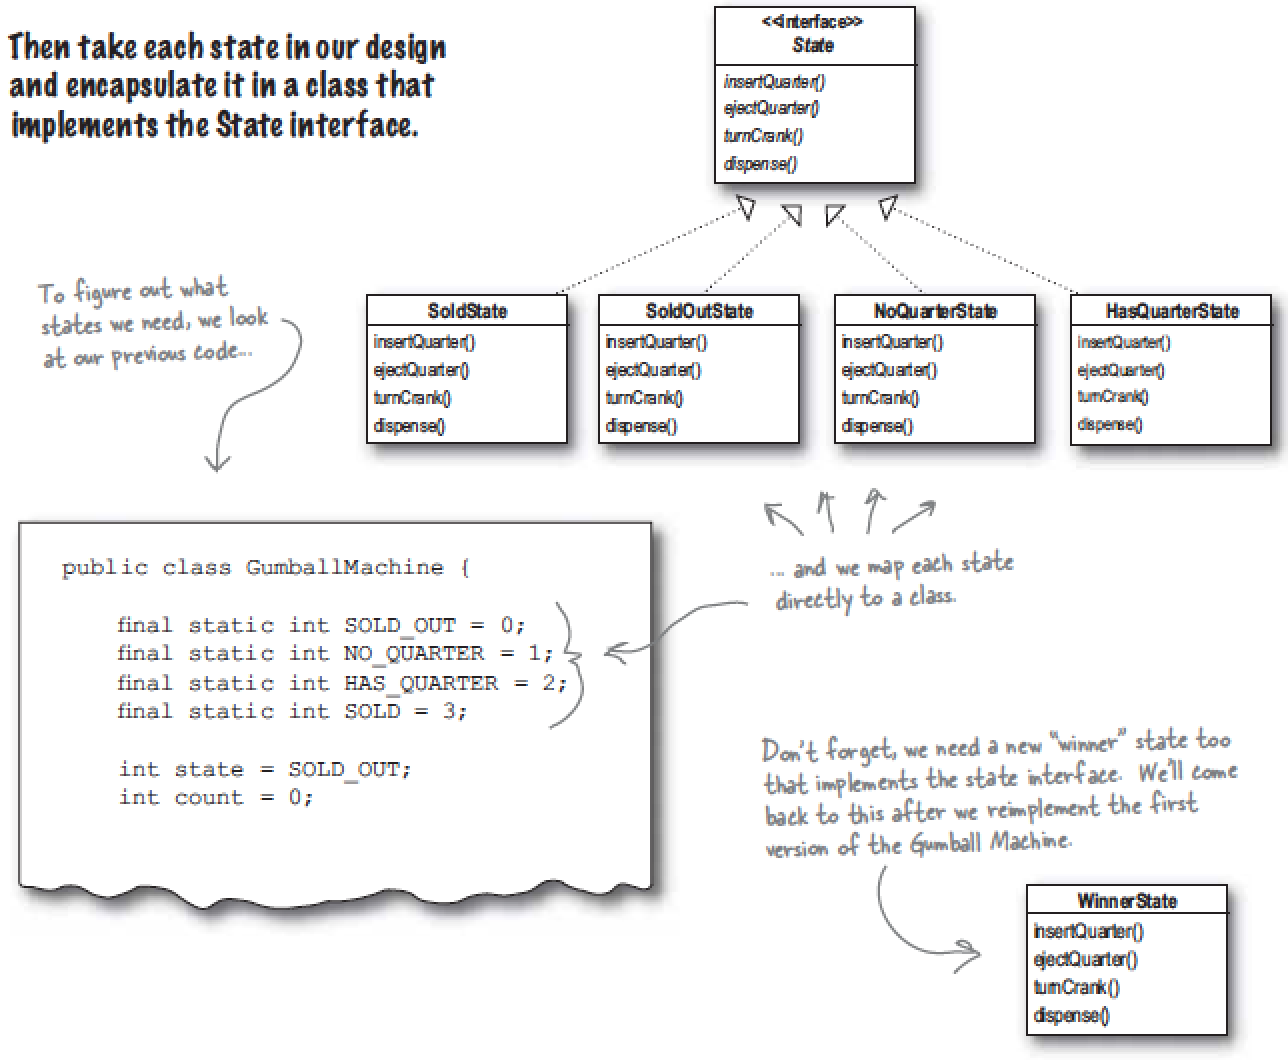 Then take each state in our design
and encapsulate it in a class that
implements the State interface.
<<interface>>
State
insertQuarter()
ejectQuarter()
turnCrank()
dispense()
To figure out what
states we need, we look
at our previous code...
SoldState
insertQuarter()
ejectQuarter()
turnCrank()
dispense()
SoldOutState
insertQuarter()
ejectQuarter()
turnCrank()
dispense()
NoQuarterState
insertQuarter()
ejectQuarter()
turnCrank()
dispense()
HasQuarterState
insertQuarter()
ejectQuarter()
turnCrank()
dispense()
public class GumballMachine {
final static int SOLD_OUT = 0;
final static int NO_QUARTER = 1;
final static int HAS_QUARTER = 2;
final static int SOLD = 3;
int state = SOLD_OUT;
int count = 0;
... and we map each state
directly to a class.
Don't forget, we need a new "winner" state too
that implements the state interface. We'll come
back to this after we reimplement the first
version of the Gumball Machine.
WinnerState
insertQuarter()
ejectQuarter()
turnCrank()
dispense()